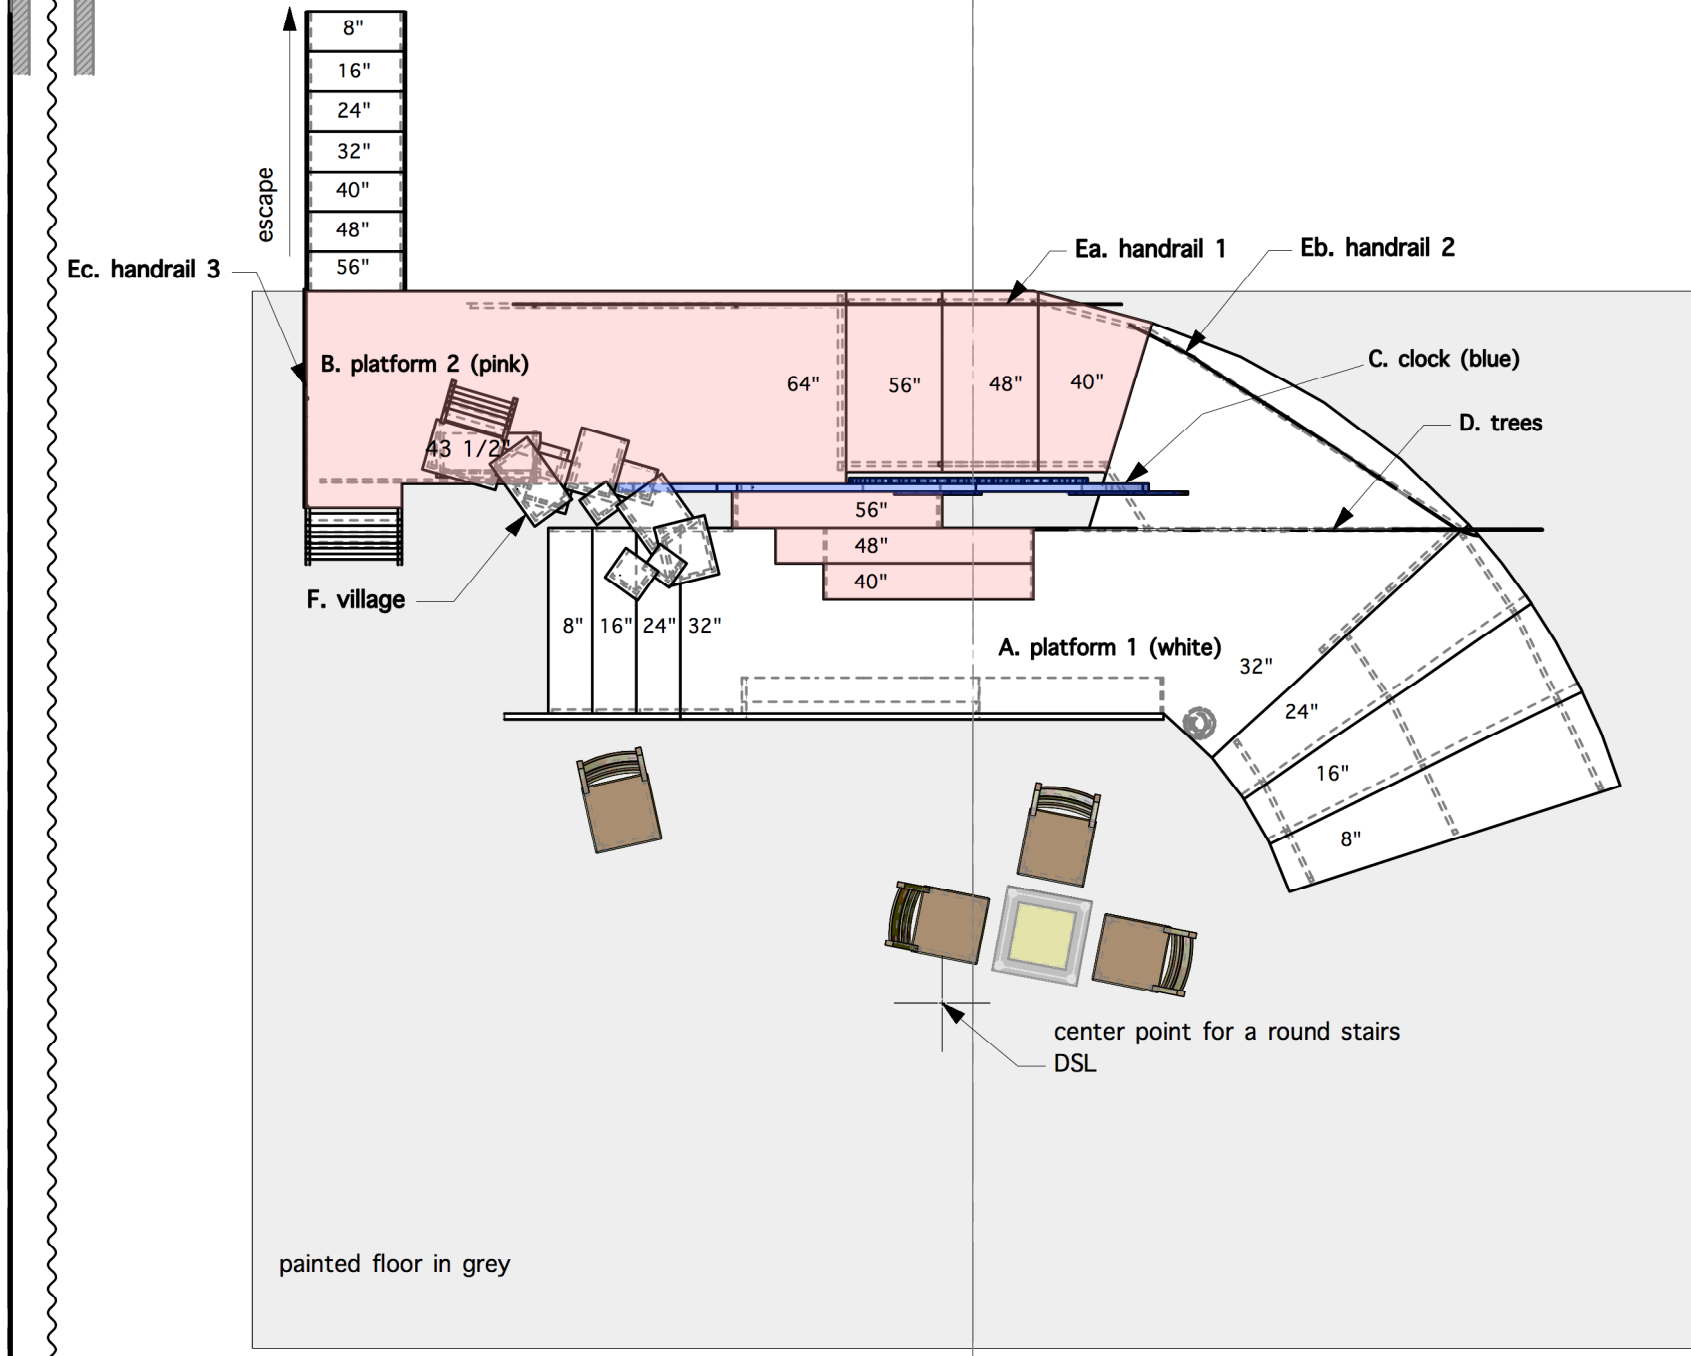 8"
16"
24"
32"
40"
48"
56"
escape
Ec. handrail 3
Ea. handrail 1
Eb. handrail 2
C. clock (blue)
D. trees
B. platform 2 (pink)
64"
56"
48"
40"
43 1/2"
56"
48"
40"
F. village
8"
16"
24"
32"
A. platform 1 (white)
32"
24"
16"
8"
center point for a round stairs
DSL
painted floor in grey